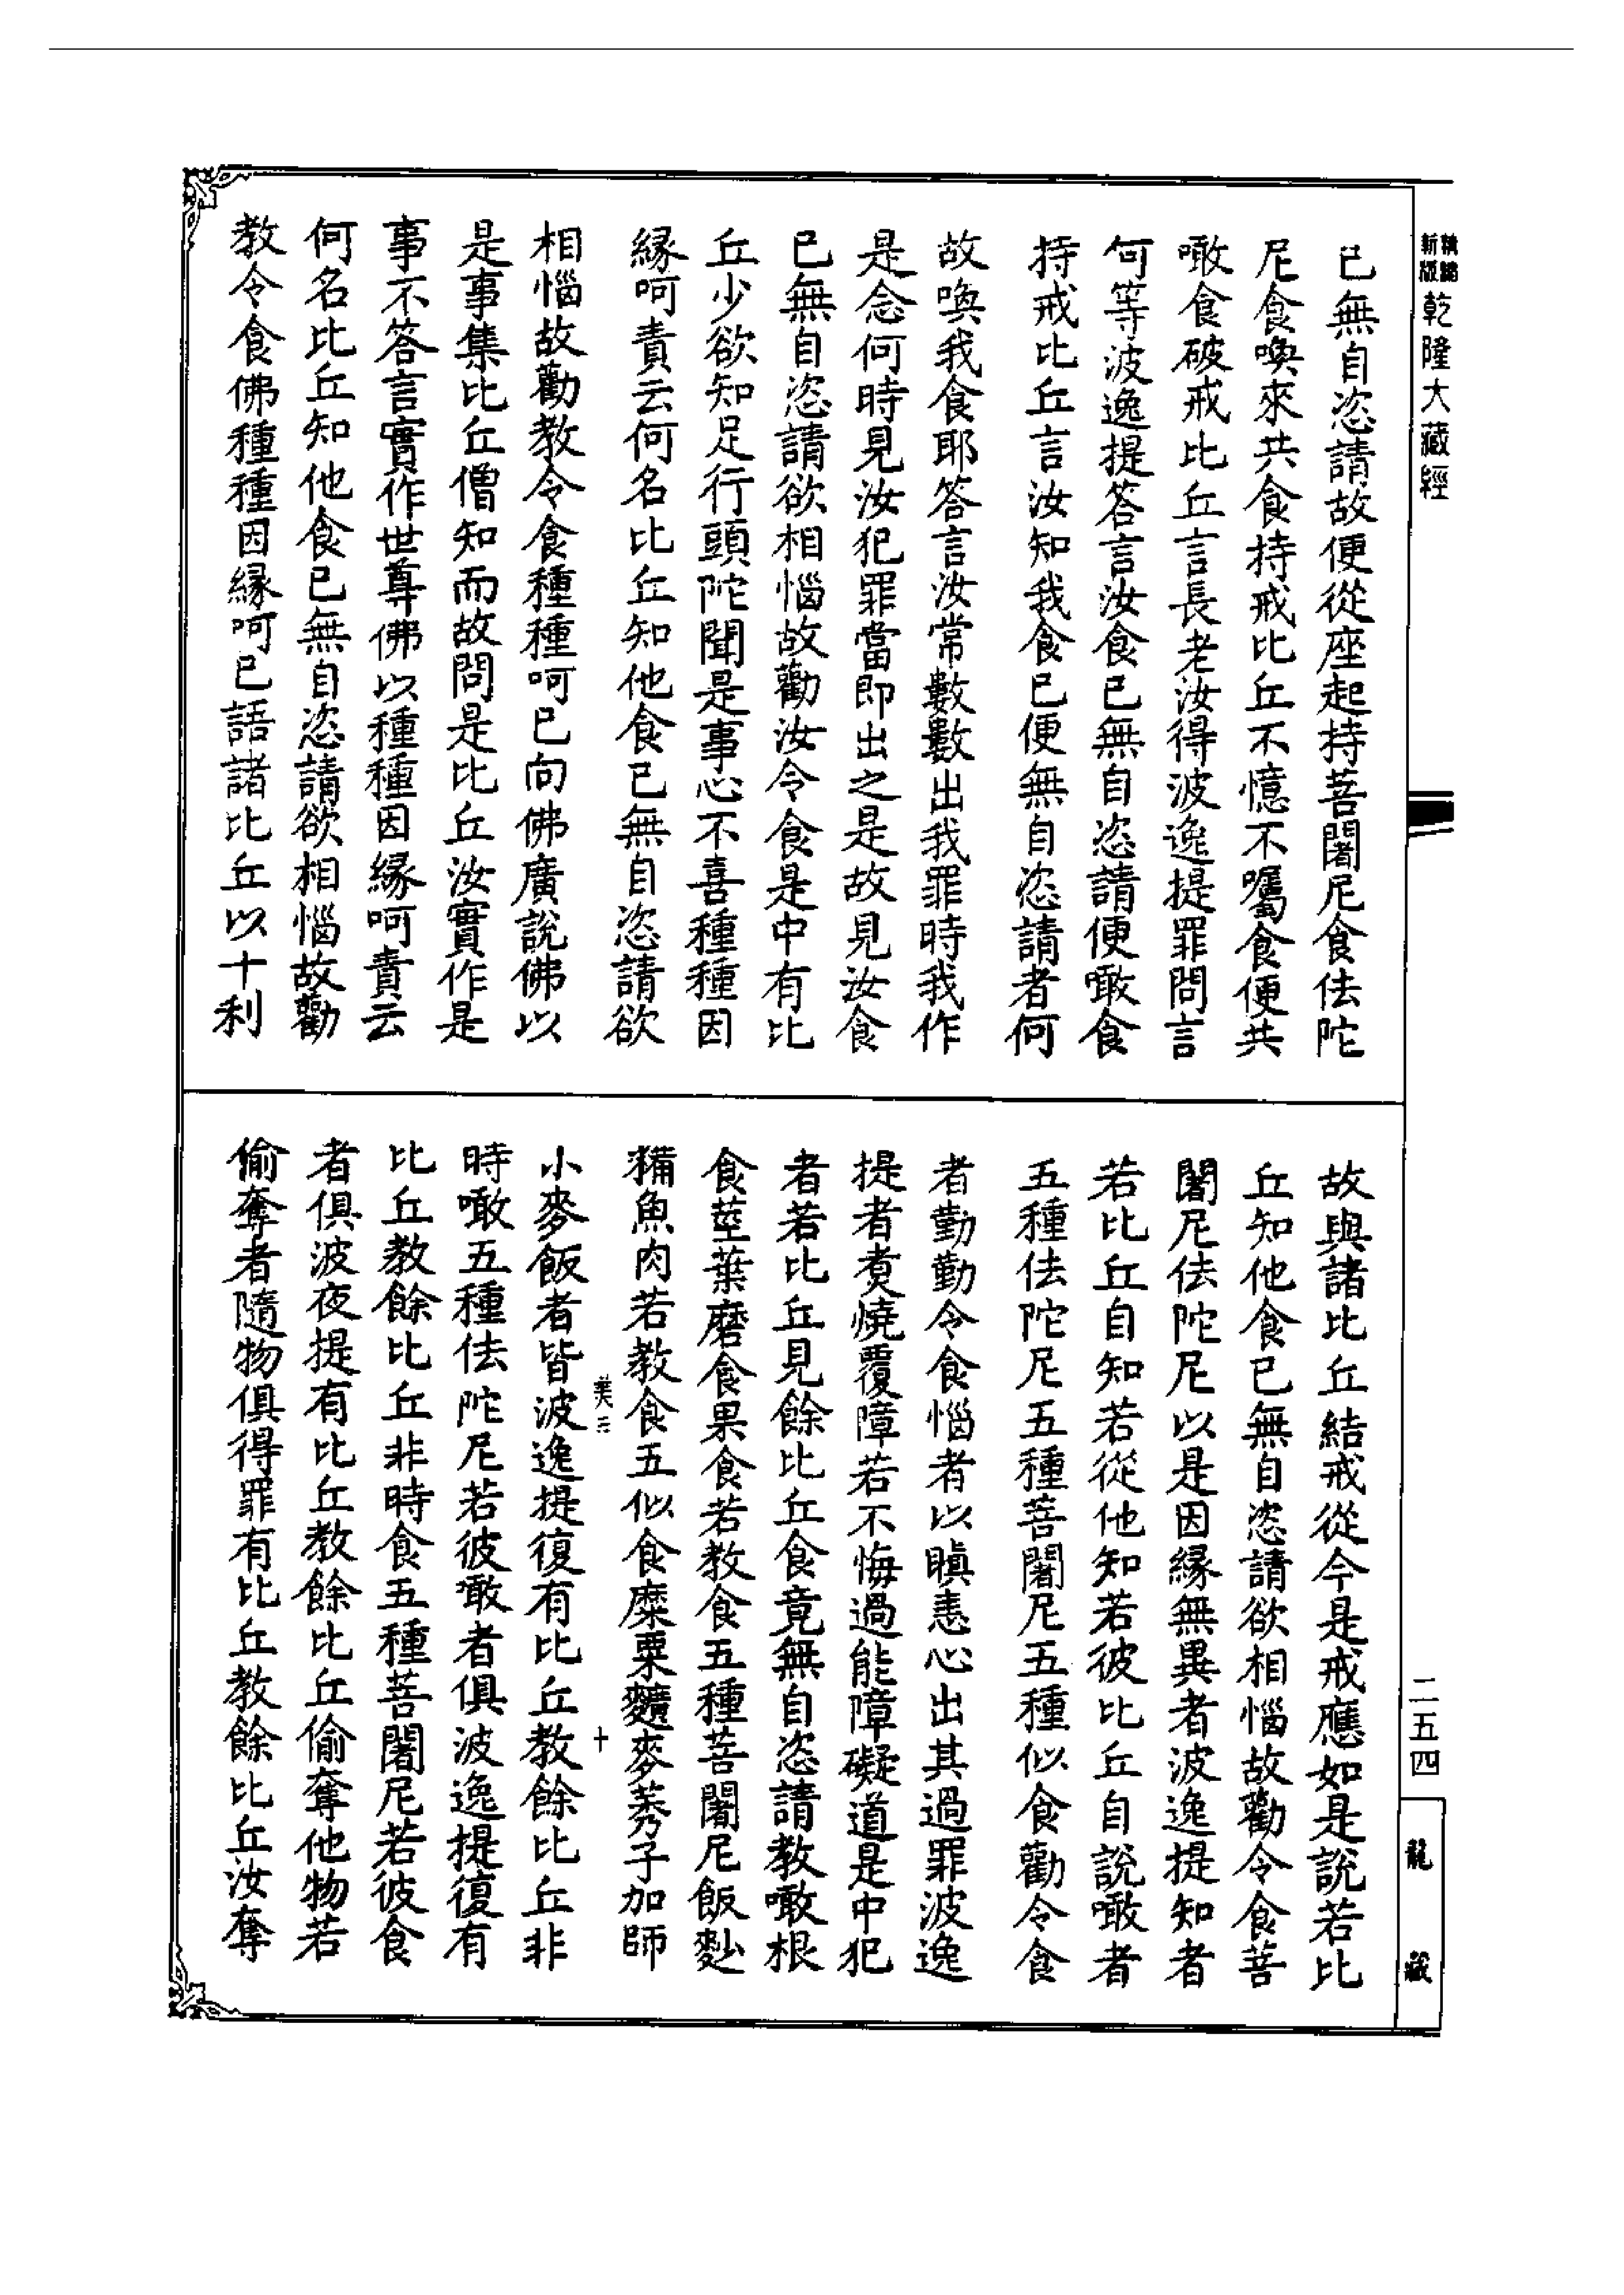 新版
乾隆大藏經
已無自恣請故便從座起持菩闍尼食佉陀
尼食喚來共食持戒比丘不憶不囑食便共
噉食破戒比丘言長老汝得波逸提罪問言
何等波逸提答言汝食已無自恣請便噉食
持戒比丘言汝知我食已便無自恣請者何
故喚我食耶答言汝常數數出我罪時我作
是念何時見汝犯罪當即出之是故見汝食
已無自恣請欲相惱故勸汝令食是中有比
丘少欲知足行頭陀聞是事心不喜種種因
緣呵責云何名比丘知他食已無自恣請欲
相惱故勸教令食種種呵已向佛廣說佛以
是事集比丘僧知而故問是比丘汝實作是
事不答言實作世尊佛以種種因緣呵責云
何名比丘知他食已無自恣請欲相惱故勸
教令食佛種種因緣呵已語諸比丘以十利
故與諸比丘結戒從今是戒應如是說若比
丘知他食已無自恣請欲相惱故勸令食菩
闍尼佉陀尼以是因緣無異者波逸提知者
若比丘自知若從他知若彼比丘自說噉者
五種佉陀尼五種菩闍尼五種似食勸令食
者勤勤令食惱者以瞋恚心出其過罪波逸
提者煑燒覆障若不悔過能障礙道是中犯
者若比丘見餘比丘食竟無自恣請教噉根
食莖葉磨食果食若教食五種菩闍尼飯麨
糒魚肉若教食五似食糜粟䵃麥莠子加師
小麥飯者皆波逸提復有比丘教餘比丘非
時噉五種佉陀尼若彼噉者俱波逸提復有
比丘教餘比丘非時食五種菩闍尼若彼食
者俱波夜提有比丘教餘比丘偷奪他物若
偷奪者隨物俱得罪有比丘教餘比丘汝奪
十
二五四
龍藏